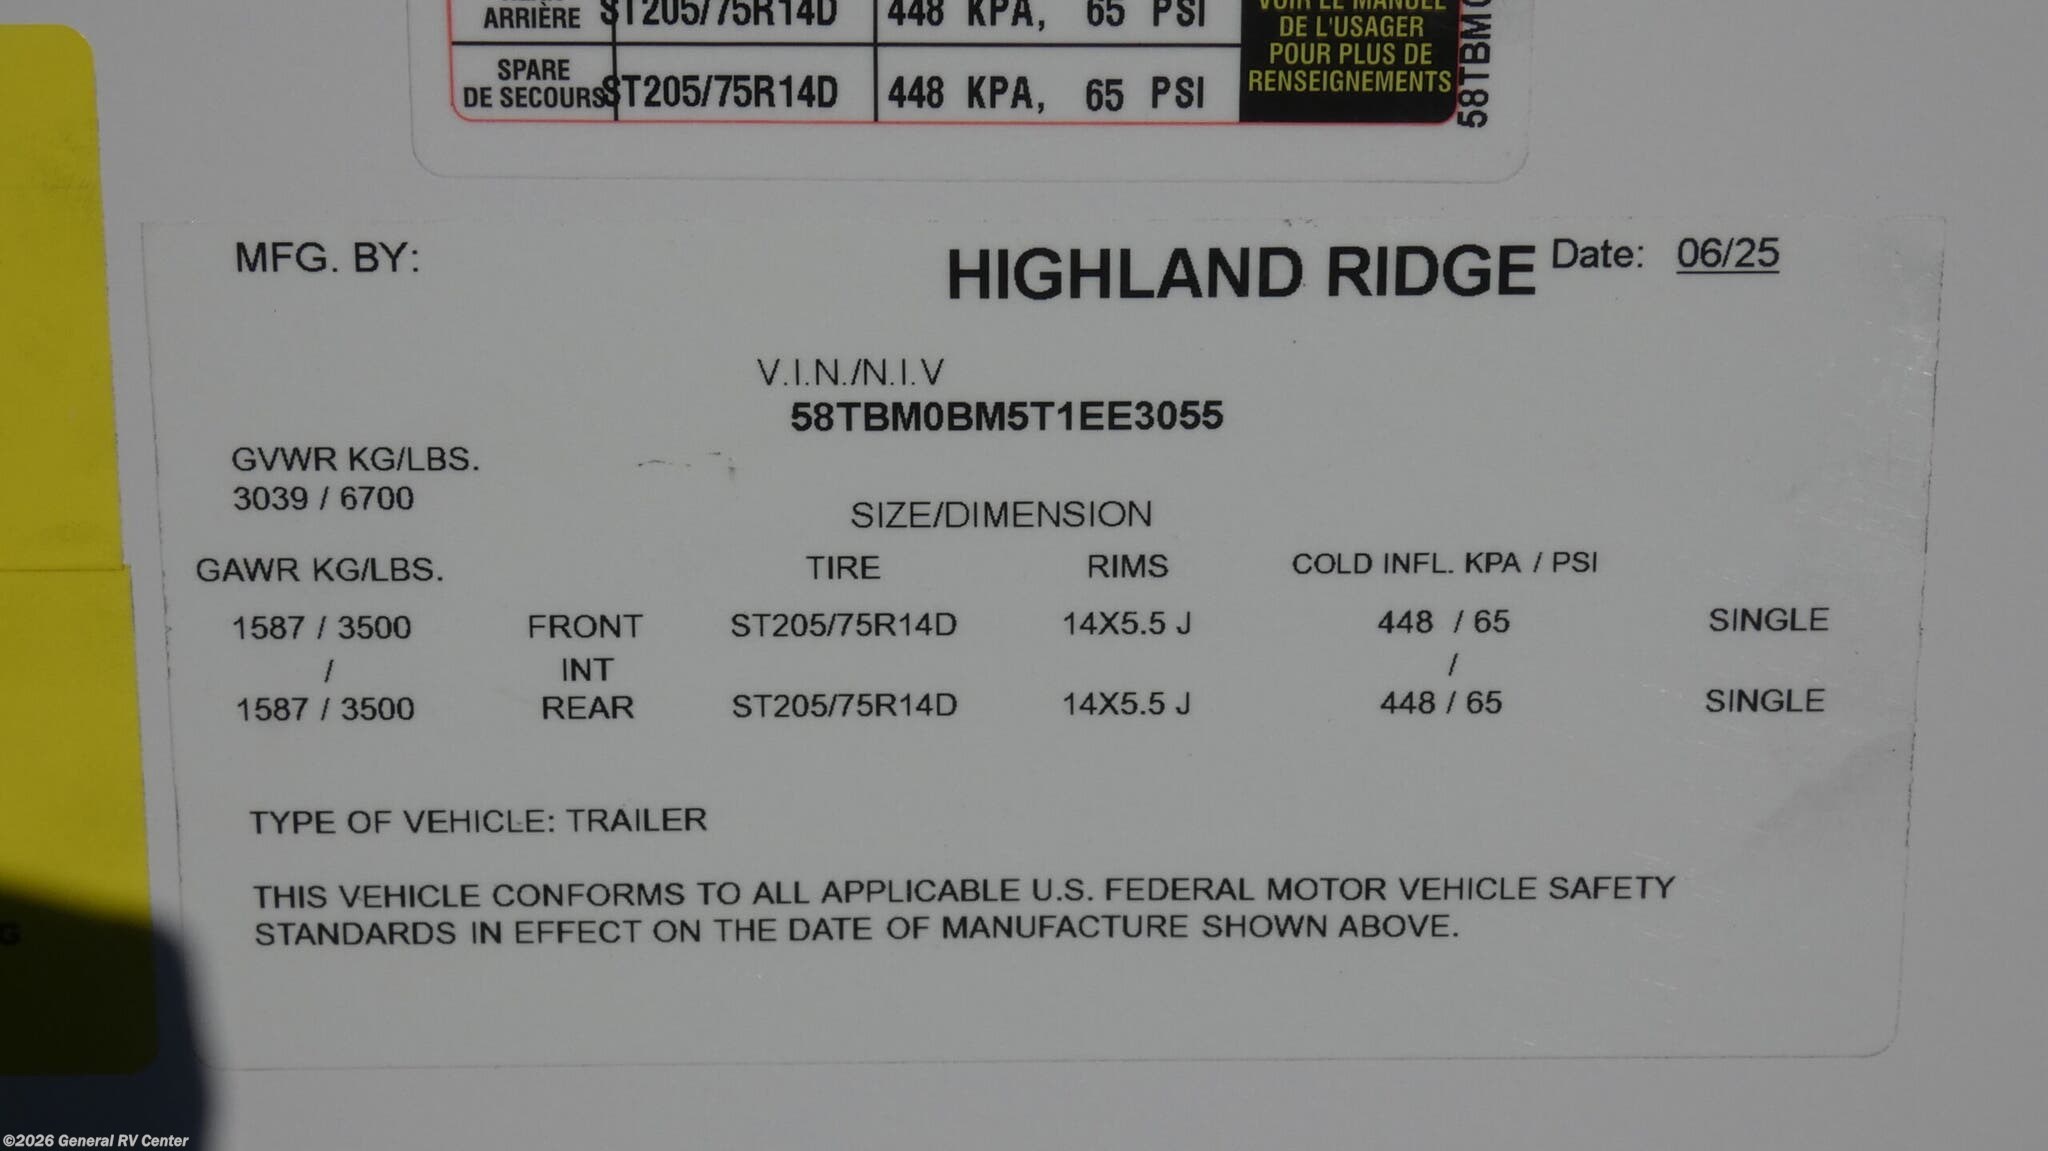 ARRIÈRE ST205/75R14D 448 KPA, 65 PSI
VOIR LE MANUEL
DE L'USAGER
POUR PLUS DE
RENSEIGNEMENTS
SPARE
DE SECOURS ST205/75R14D 448 KPA, 65 PSI
58TBM0
MFG. BY: HIGHLAND RIDGE Date: 06/25
V.I.N./N.I.V
58TBM0BM5T1EE3055
GVWR KG/LBS.
3039 / 6700
SIZE/DIMENSION
GAWR KG/LBS. TIRE RIMS COLD INFL. KPA / PSI
1587 / 3500 FRONT ST205/75R14D 14X5.5 J 448 / 65 SINGLE
/ INT /
1587 / 3500 REAR ST205/75R14D 14X5.5 J 448 / 65 SINGLE
TYPE OF VEHICLE: TRAILER
THIS VEHICLE CONFORMS TO ALL APPLICABLE U.S. FEDERAL MOTOR VEHICLE SAFETY
STANDARDS IN EFFECT ON THE DATE OF MANUFACTURE SHOWN ABOVE.
G
©2026 General RV Center